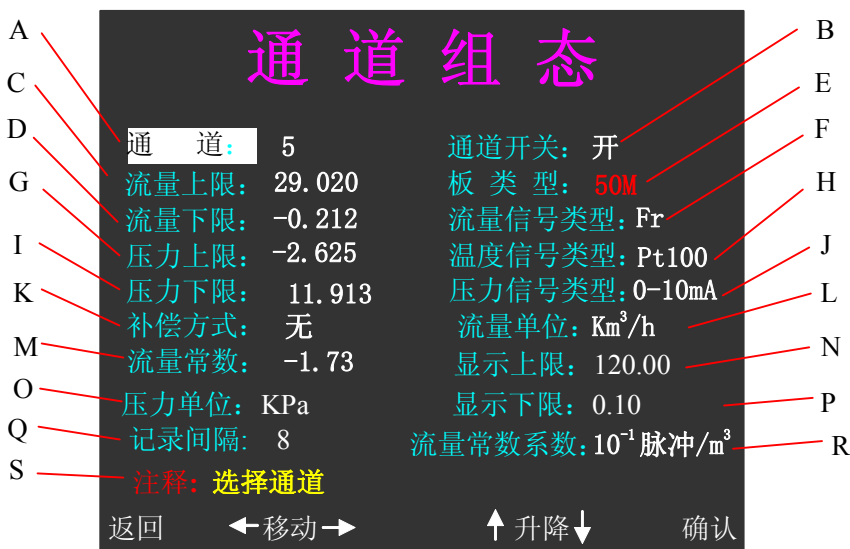 通道组态
A B
C E
D F
G H
I J
K L
M N
O P
Q R
S
通 道： 5 通道开关：开
流量上限： 29.020 板 类 型： 50M
流量下限： -0.212 流量信号类型：Fr
压力上限： -2.625 温度信号类型：Pt100
压力下限： 11.913 压力信号类型：0-10mA
补偿方式： 无 流量单位：Km³/h
流量常数： -1.73 显示上限：120.00
压力单位：KPa 显示下限：0.10
记录间隔: 8 流量常数系数：10⁻¹脉冲/m³
注释：选择通道
返回 ←移动→ ↑升降↓ 确认